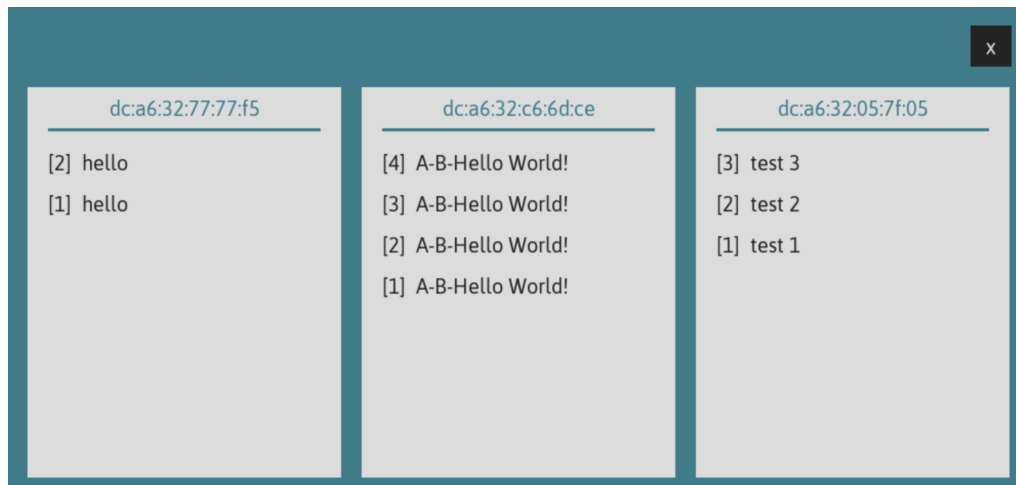 x
dc:a6:32:77:77:f5
[2] hello
[1] hello
dc:a6:32:c6:6d:ce
[4] A-B-Hello World!
[3] A-B-Hello World!
[2] A-B-Hello World!
[1] A-B-Hello World!
dc:a6:32:05:7f:05
[3] test 3
[2] test 2
[1] test 1